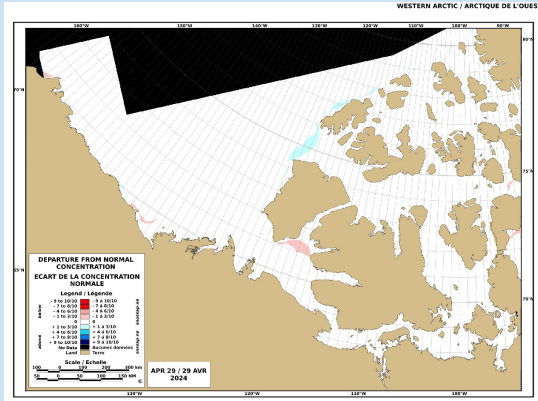 WESTERN ARCTIC / ARCTIQUE DE L'OUES
160°W 150°W 140°W 130°W 120°W 110°W 100°W 90°W
80°N
70°N
75°N
70°N
DEPARTURE FROM NORMAL
CONCENTRATION
ECART DE LA CONCENTRATION
NORMALE
Legend / Légende
below
- 9 to 10/10 - 9 á 10/10
- 7 to 8/10 - 7 á 8/10
- 4 to 6/10 - 4 á 6/10
- 1 to 3/10 - 1 á 3/10
0 0
+ 1 to 3/10 + 1 á 3/10
+ 4 to 6/10 + 4 á 6/10
+ 7 to 8/10 + 7 á 8/10
+ 9 to 10/10 + 9 á 10/10
above
No Data Aucunes données
Land Terre
Scale / Echelle
100 0 100 200 300 km
50 0 50 100 150 NM
APR 29 / 29 AVR
2024
130°W 120°W 110°W 100°W